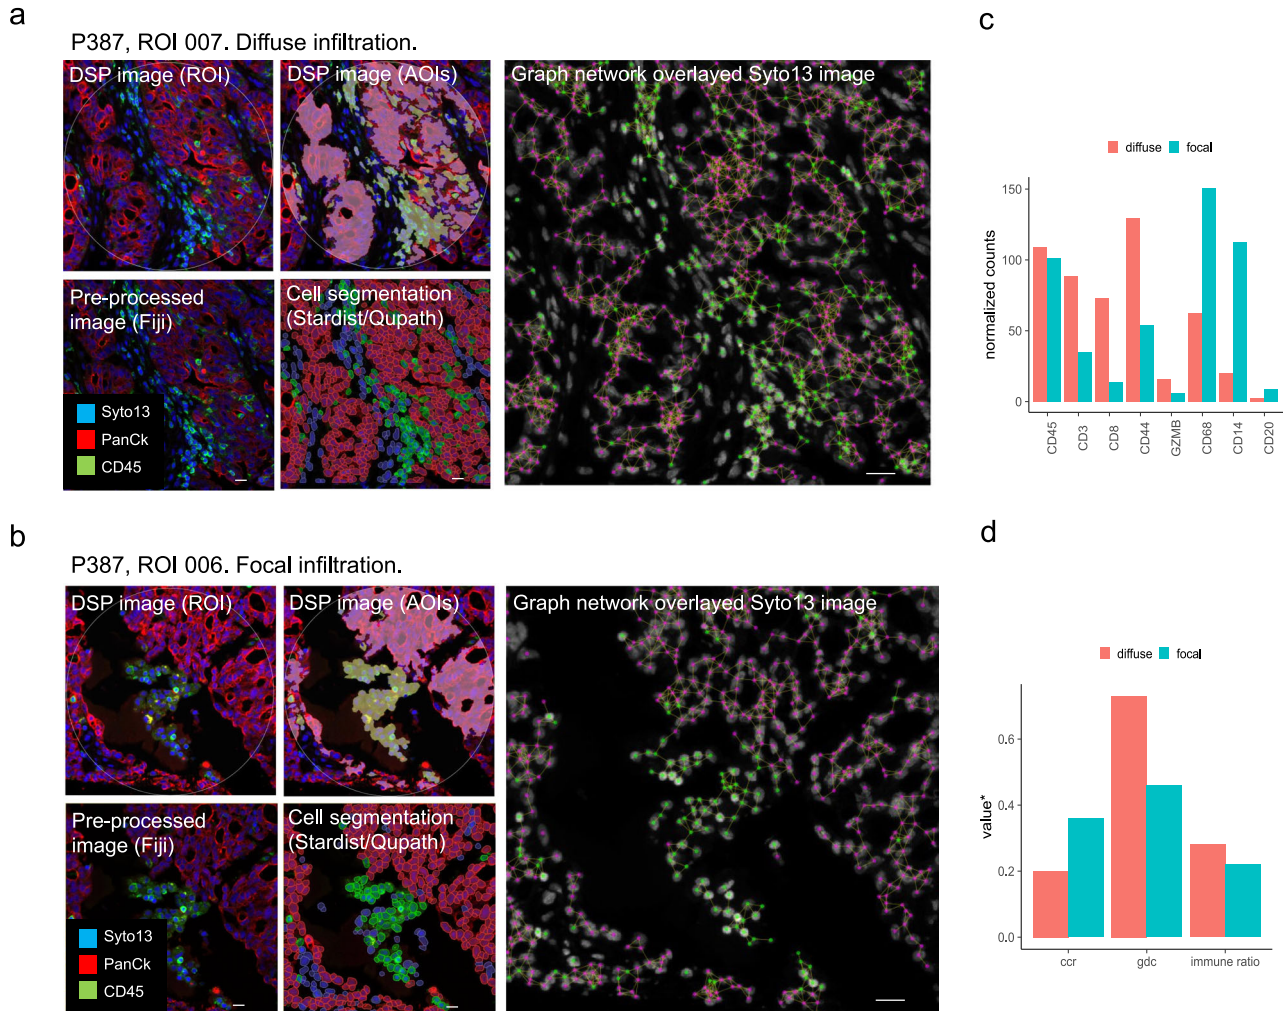 a
P387, ROI 007. Diffuse infiltration.
DSP image (ROI)
DSP image (AOIs)
Graph network overlayed Syto13 image
Pre-processed
image (Fiji)
Cell segmentation
(Stardist/Qupath)
Syto13
PanCk
CD45
b
P387, ROI 006. Focal infiltration.
DSP image (ROI)
DSP image (AOIs)
Graph network overlayed Syto13 image
Pre-processed
image (Fiji)
Cell segmentation
(Stardist/Qupath)
Syto13
PanCk
CD45
c
diffuse focal
normalized counts
150
100
50
0
CD45
CD3
CD8
CD44
GZMB
CD68
CD14
CD20
d
diffuse focal
value*
0.6
0.4
0.2
0.0
ccr gdc immune ratio